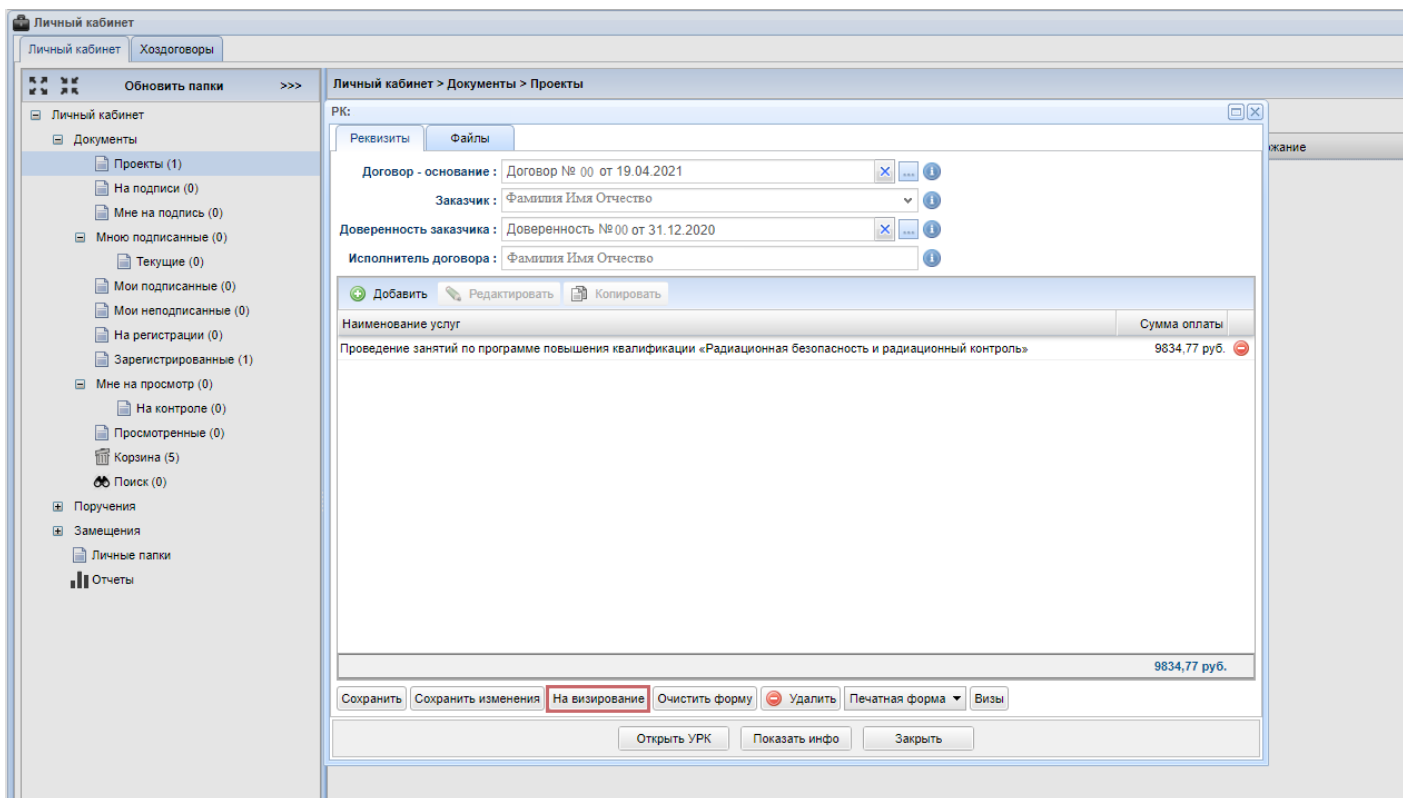 Личный кабинет
Личный кабинет Хоздоговоры
Обновить папки >>>
Личный кабинет
Документы
Проекты (1)
На подписи (0)
Мне на подпись (0)
Мною подписанные (0)
Текущие (0)
Мои подписанные (0)
Мои неподписанные (0)
На регистрации (0)
Зарегистрированные (1)
Мне на просмотр (0)
На контроле (0)
Просмотренные (0)
Корзина (5)
Поиск (0)
Поручения
Замещения
Личные папки
Отчеты
Личный кабинет > Документы > Проекты
жание
РК:
Реквизиты Файлы
Договор - основание : Договор № 00 от 19.04.2021
Заказчик : Фамилия Имя Отчество
Доверенность заказчика : Доверенность №00 от 31.12.2020
Исполнитель договора : Фамилия Имя Отчество
Добавить Редактировать Копировать
Наименование услуг Сумма оплаты
Проведение занятий по программе повышения квалификации «Радиационная безопасность и радиационный контроль» 9834,77 руб.
9834,77 руб.
Сохранить Сохранить изменения На визирование Очистить форму Удалить Печатная форма Визы
Открыть УРК Показать инфо Закрыть